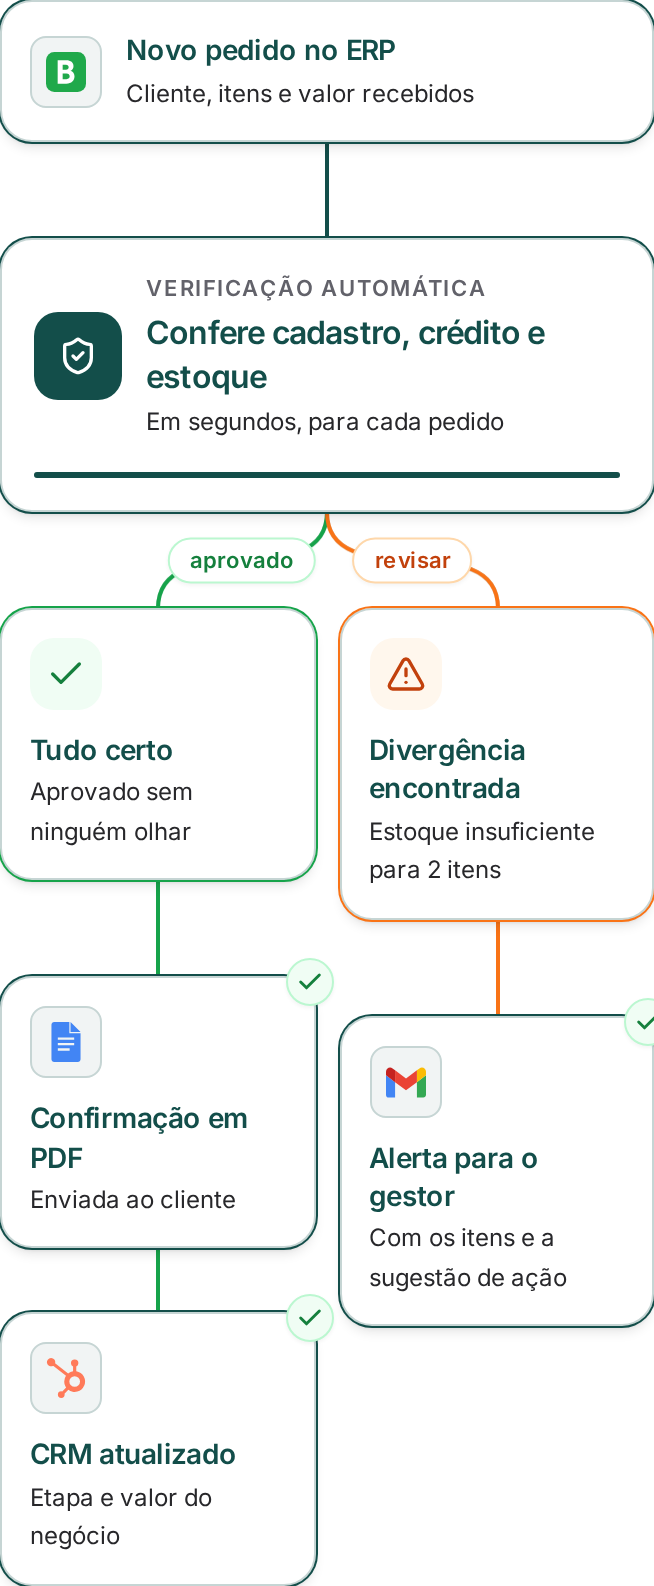 B
Novo pedido no ERP
Cliente, itens e valor recebidos
VERIFICAÇÃO AUTOMÁTICA
Confere cadastro, crédito e
estoque
Em segundos, para cada pedido
aprovado
revisar
Tudo certo
Aprovado sem
ninguém olhar
Divergência
encontrada
Estoque insuficiente
para 2 itens
Confirmação em
PDF
Enviada ao cliente
Alerta para o
gestor
Com os itens e a
sugestão de ação
CRM atualizado
Etapa e valor do
negócio